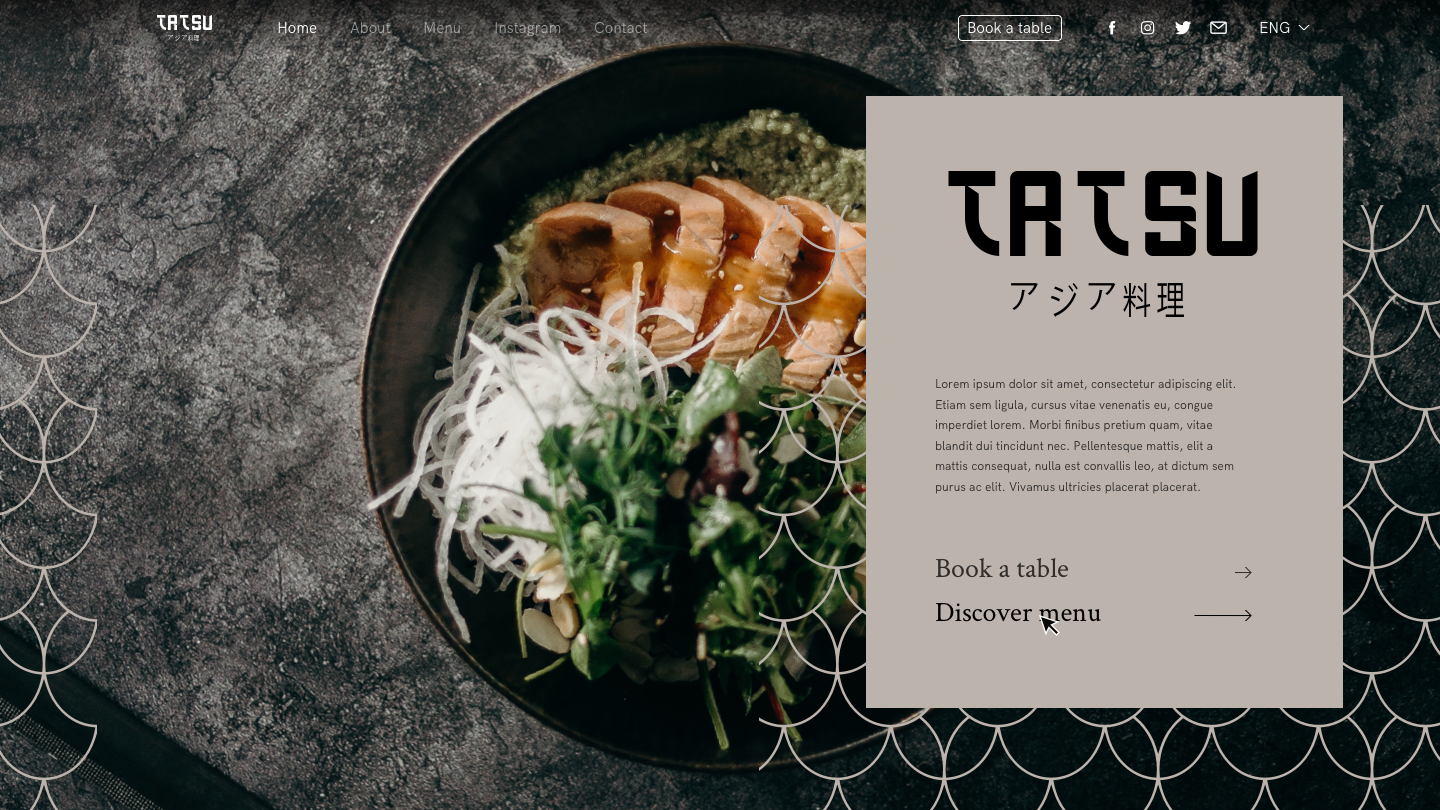 TATSU
アジア料理
Home About Menu Instagram Contact
Book a table
ENG
TATSU
アジア料理
Lorem ipsum dolor sit amet, consectetur adipiscing elit.
Etiam sem ligula, cursus vitae venenatis eu, congue
imperdiet lorem. Morbi finibus pretium quam, vitae
blandit dui tincidunt nec. Pellentesque mattis, elit a
mattis consequat, nulla est convallis leo, at dictum sem
purus ac elit. Vivamus ultricies placerat placerat.
Book a table
Discover menu